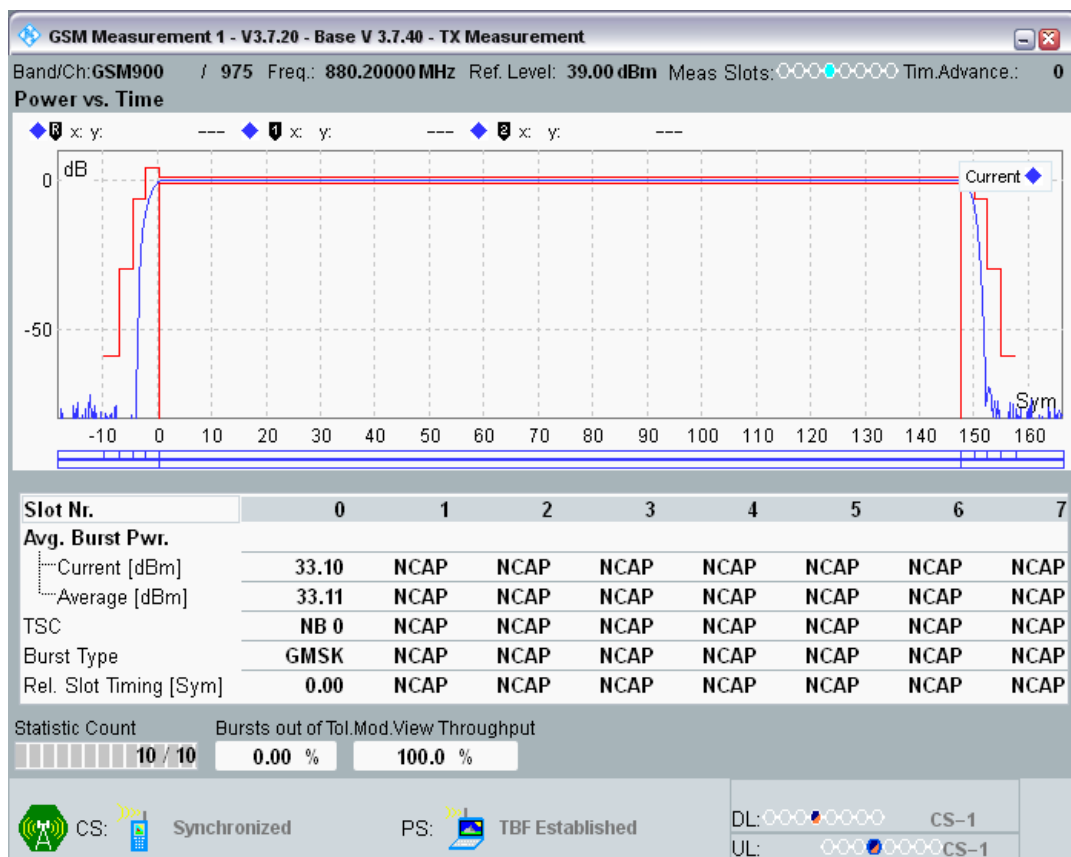 GSM Measurement 1 - V3.7.20 - Base V 3.7.40 - TX Measurement
Band/Ch:GSM900 / 975 Freq.: 880.20000 MHz Ref. Level: 39.00 dBm Meas Slots: Tim.Advance.: 0
Power vs. Time
R x: y: --- 1 x: y: --- 2 x: y: ---
dB
Current
0
-50
Sym
-10 0 10 20 30 40 50 60 70 80 90 100 110 120 130 140 150 160
Slot Nr. 0 1 2 3 4 5 6 7
Avg. Burst Pwr.
Current [dBm] 33.10 NCAP NCAP NCAP NCAP NCAP NCAP NCAP
Average [dBm] 33.11 NCAP NCAP NCAP NCAP NCAP NCAP NCAP
TSC NB 0 NCAP NCAP NCAP NCAP NCAP NCAP NCAP
Burst Type GMSK NCAP NCAP NCAP NCAP NCAP NCAP NCAP
Rel. Slot Timing [Sym] 0.00 NCAP NCAP NCAP NCAP NCAP NCAP NCAP
Statistic Count Bursts out of Tol.Mod.View Throughput
10 / 10 0.00 % 100.0 %
CS: Synchronized PS: TBF Established DL: CS-1
UL: CS-1